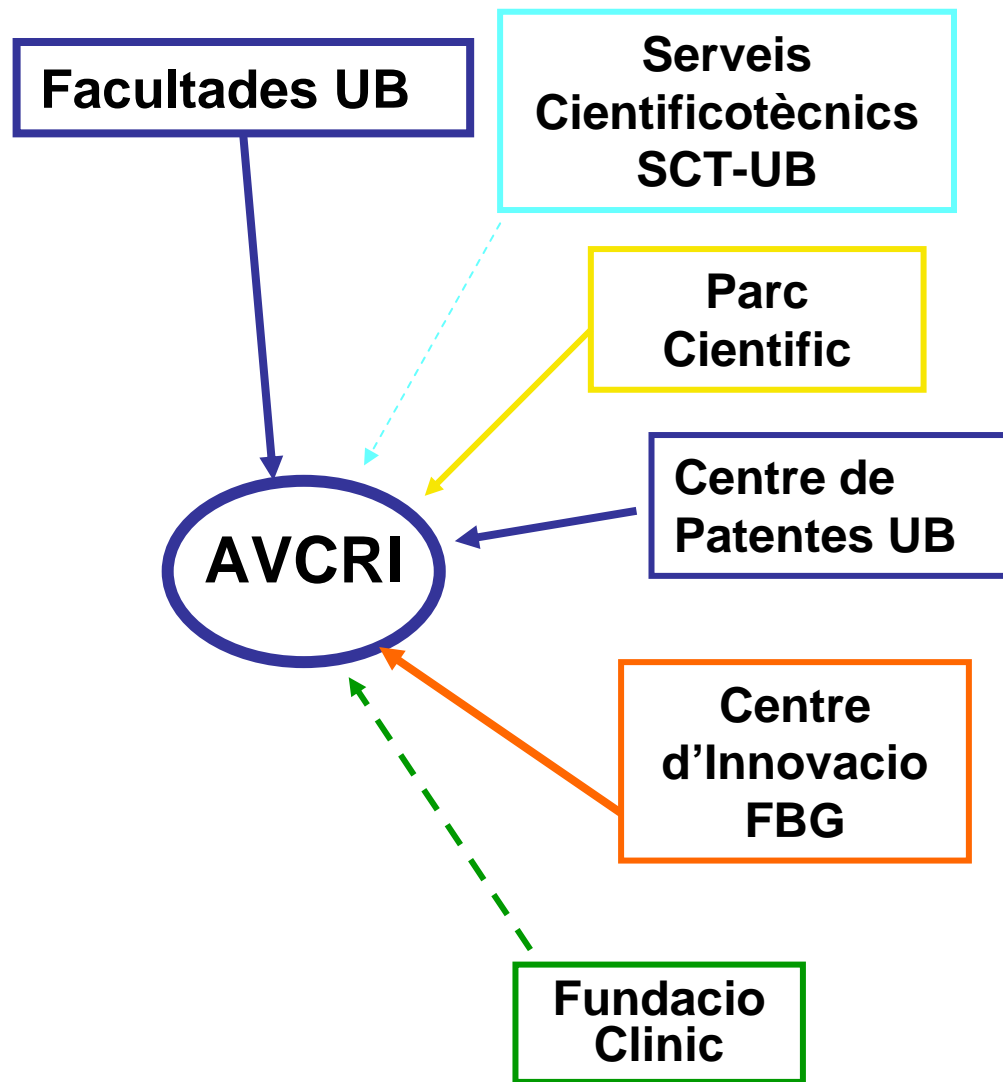 Facultades UB
Serveis
Cientificotècnics
SCT-UB
Parc
Cientific
Centre de
Patentes UB
AVCRI
Centre
d’Innovacio
FBG
Fundacio
Clinic